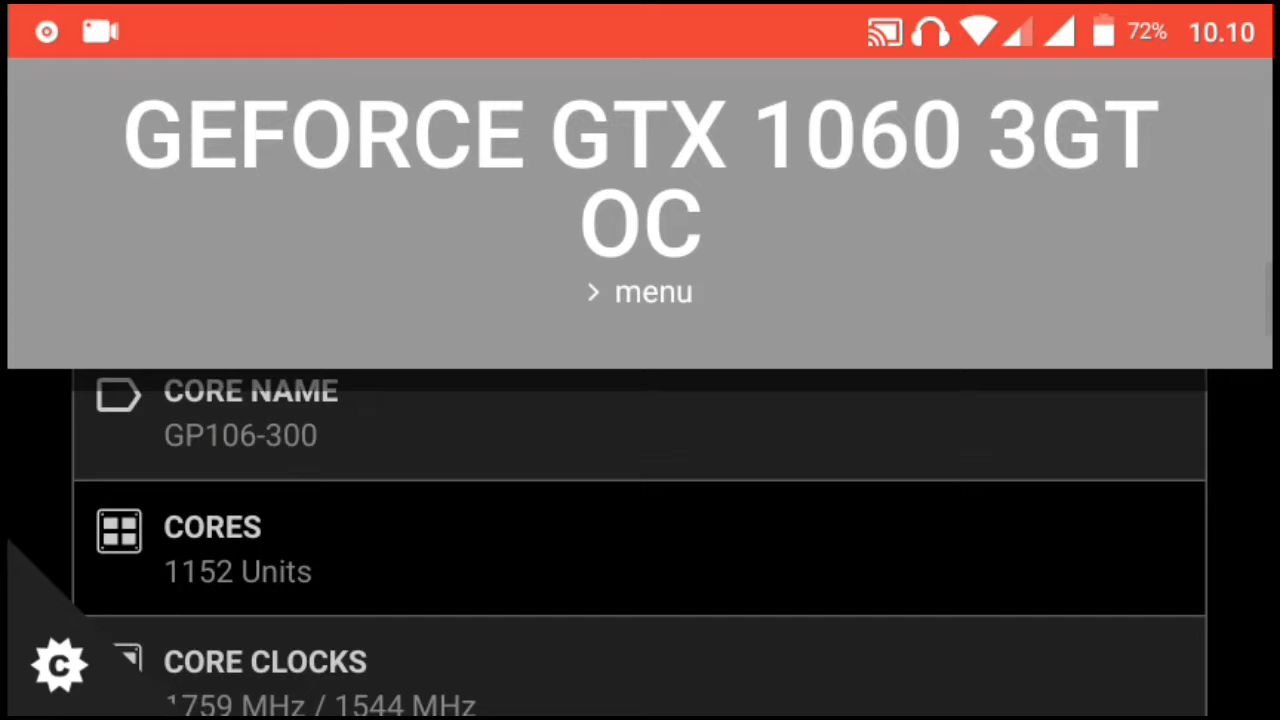 72% 10.10
GEFORCE GTX 1060 3GT
OC
> menu
CORE NAME
GP106-300
CORES
1152 Units
CORE CLOCKS
1759 MHz / 1544 MHz
C